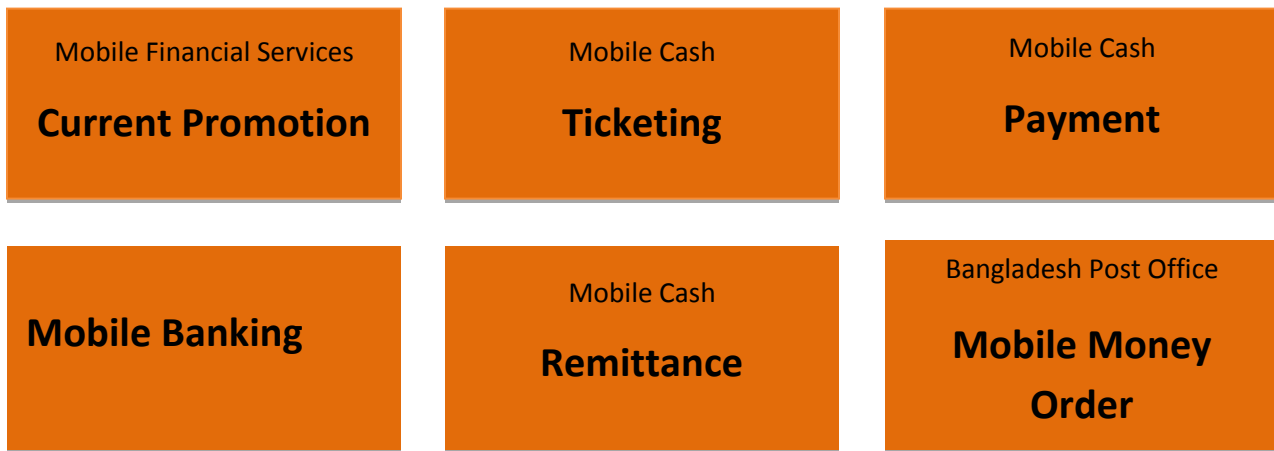 Mobile Financial Services
Current Promotion
Mobile Cash
Ticketing
Mobile Cash
Payment
Mobile Banking
Mobile Cash
Remittance
Bangladesh Post Office
Mobile Money
Order